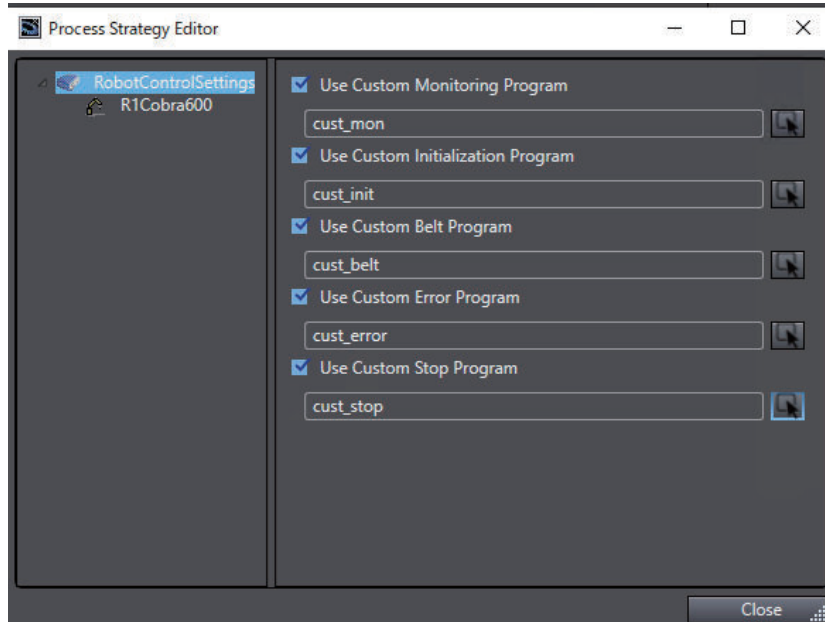 Process Strategy Editor
RobotControlSettings
R1Cobra600
Use Custom Monitoring Program
cust_mon
Use Custom Initialization Program
cust_init
Use Custom Belt Program
cust_belt
Use Custom Error Program
cust_error
Use Custom Stop Program
cust_stop
Close